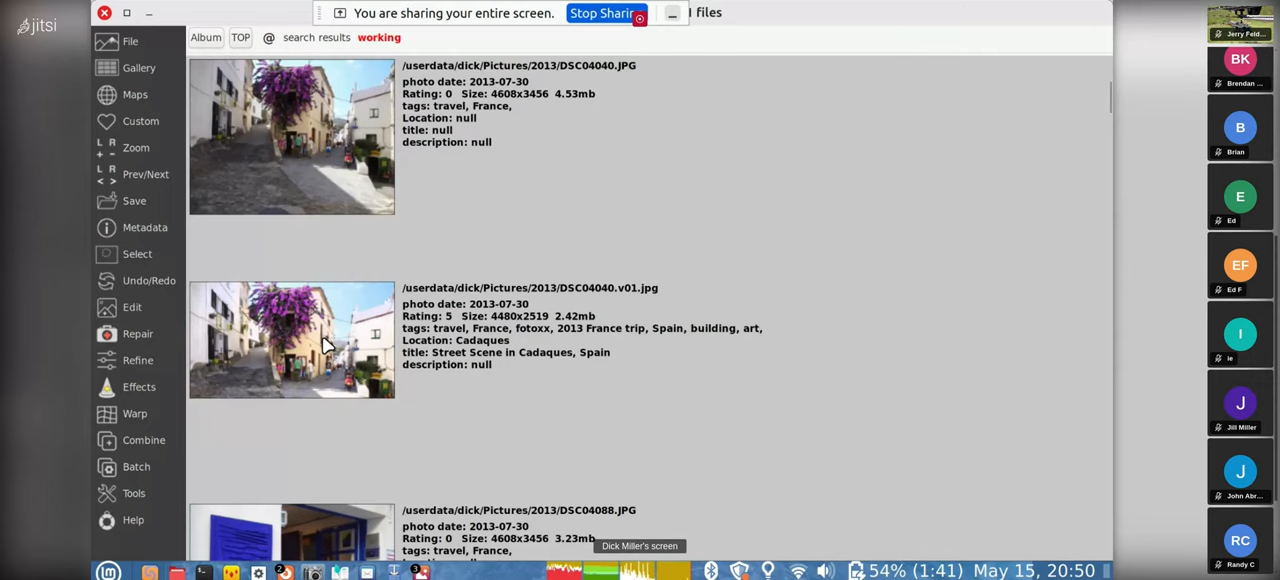 jitsi
You are sharing your entire screen. Stop Sharing files
Album TOP @ search results working
File
Gallery
Maps
Custom
Zoom
Prev/Next
Save
Metadata
Select
Undo/Redo
Edit
Repair
Refine
Effects
Warp
Combine
Batch
Tools
Help
/userdata/dick/Pictures/2013/DSC04040.JPG
photo date: 2013-07-30
Rating: 0 Size: 4608x3456 4.53mb
tags: travel, France,
Location: null
title: null
description: null
/userdata/dick/Pictures/2013/DSC04040.v01.jpg
photo date: 2013-07-30
Rating: 5 Size: 4480x2519 2.42mb
tags: travel, France, fotoxx, 2013 France trip, Spain, building, art,
Location: Cadaques
title: Street Scene in Cadaques, Spain
description: null
/userdata/dick/Pictures/2013/DSC04088.JPG
photo date: 2013-07-30
Rating: 0 Size: 4608x3456 3.23mb
tags: travel, France,
Dick Miller's screen
54% (1:41) May 15, 20:50
Jerry Feld...
BK
Brendan ...
B
Brian
E
Ed
EF
Ed F
I
Ie
J
Jill Miller
J
John Abr...
RC
Randy C